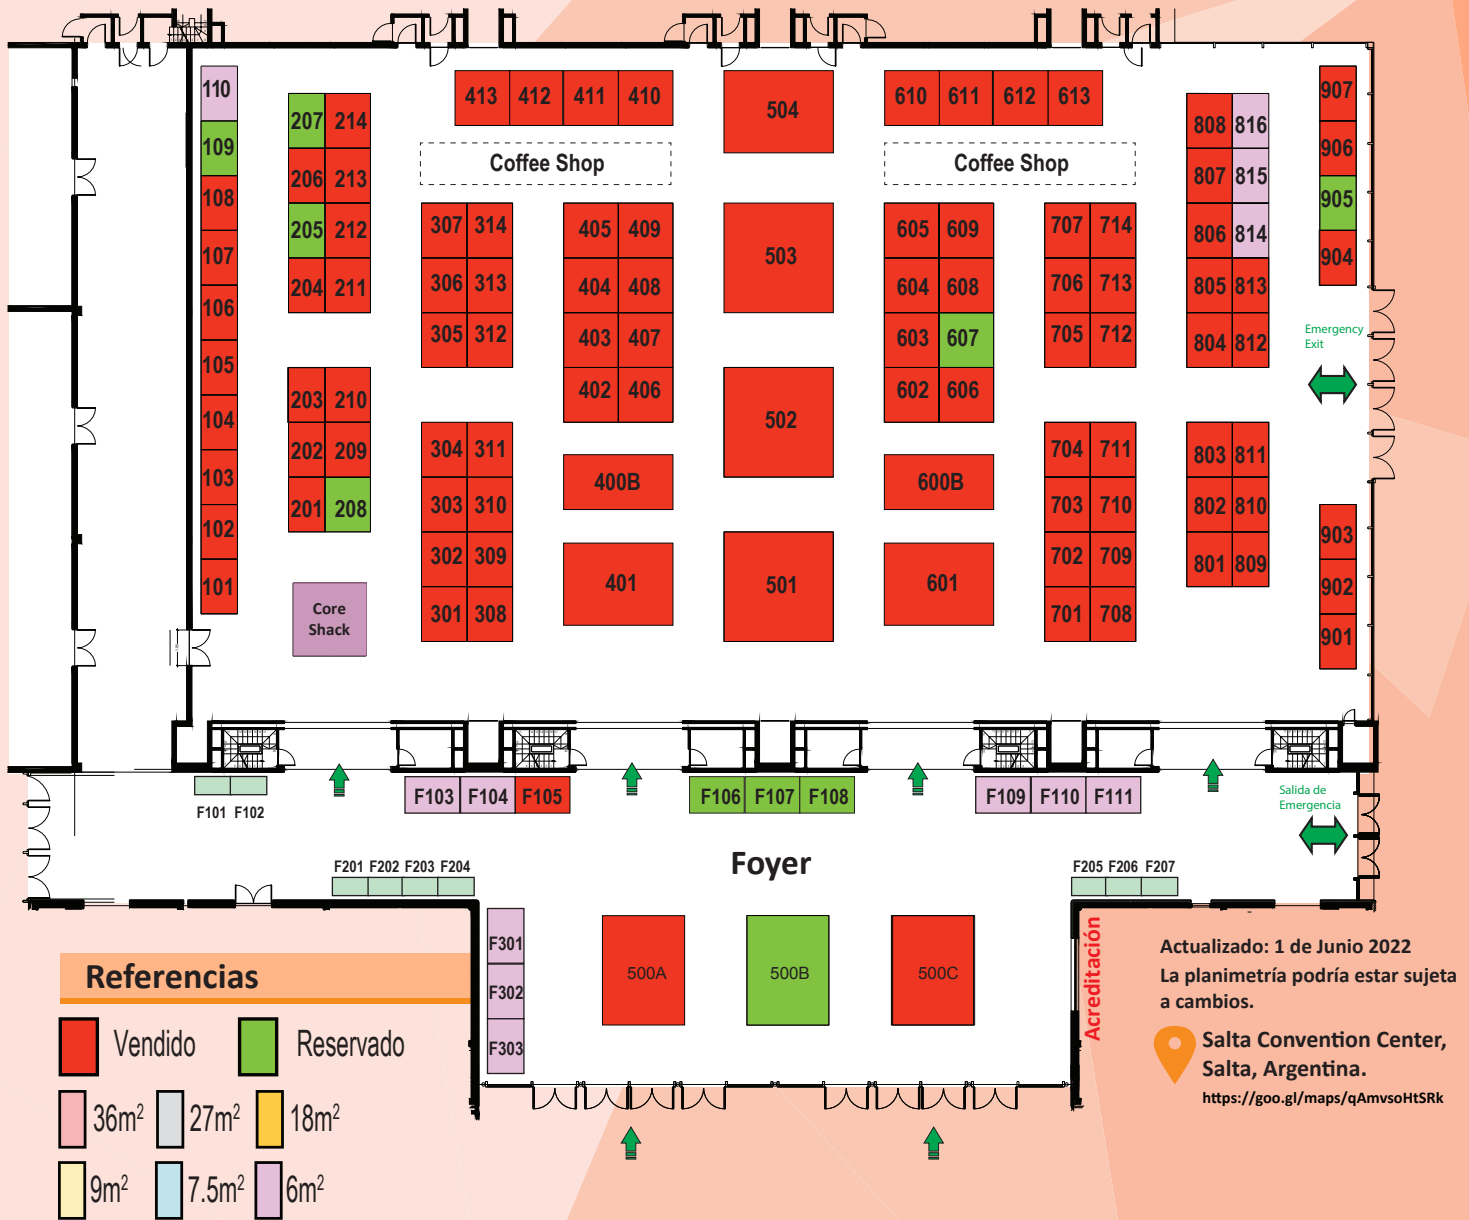 110
109
108
107
106
105
104
103
102
101
207 214
206 213
205 212
204 211
203 210
202 209
201 208
Core
Shack
413 412 411 410
Coffee Shop
307 314
306 313
305 312
304 311
303 310
302 309
301 308
405 409
404 408
403 407
402 406
400B
401
504
503
502
501
610 611 612 613
Coffee Shop
605 609
604 608
603 607
602 606
600B
601
707 714
706 713
705 712
704 711
703 710
702 709
701 708
808 816
807 815
806 814
805 813
804 812
803 811
802 810
801 809
907
906
905
904
Emergency
Exit
903
902
901
F101 F102
F103 F104 F105
F106 F107 F108
F109 F110 F111
Salida de
Emergencia
F201 F202 F203 F204
Foyer
F205 F206 F207
F301
F302
F303
500A
500B
500C
Acreditación
Actualizado: 1 de Junio 2022
La planimetría podría estar sujeta
a cambios.
Salta Convention Center,
Salta, Argentina.
https://goo.gl/maps/qAmvsoHtSRk
Referencias
Vendido Reservado
36m² 27m² 18m²
9m² 7.5m² 6m²